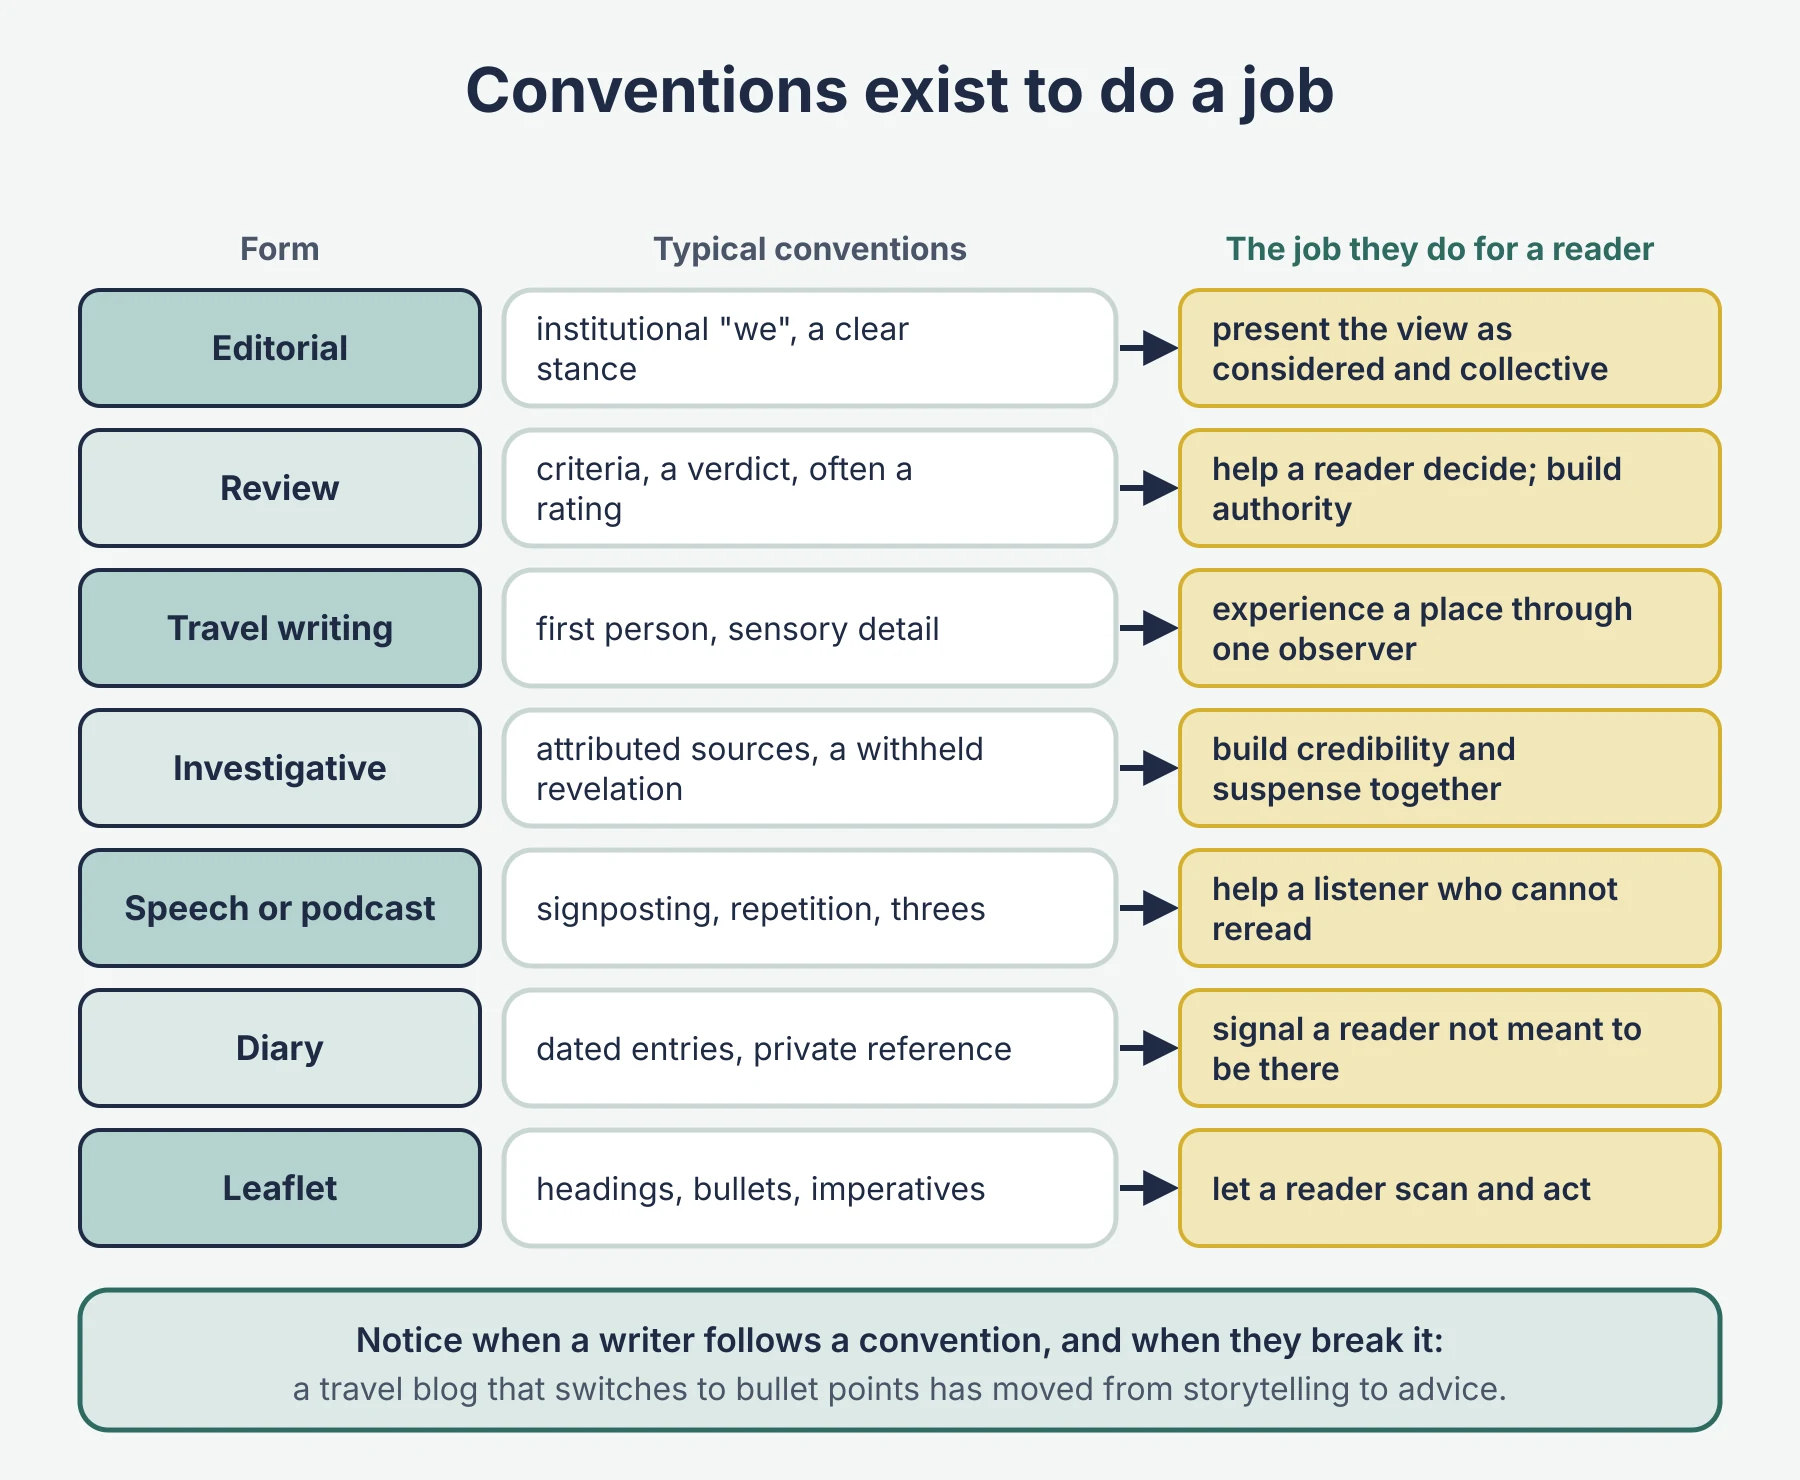 Conventions exist to do a job
Form
Typical conventions
The job they do for a reader
Editorial
institutional "we", a clear
stance
present the view as
considered and collective
Review
criteria, a verdict, often a
rating
help a reader decide; build
authority
Travel writing
first person, sensory detail
experience a place through
one observer
Investigative
attributed sources, a withheld
revelation
build credibility and
suspense together
Speech or podcast
signposting, repetition, threes
help a listener who cannot
reread
Diary
dated entries, private reference
signal a reader not meant to
be there
Leaflet
headings, bullets, imperatives
let a reader scan and act
Notice when a writer follows a convention, and when they break it:
a travel blog that switches to bullet points has moved from storytelling to advice.